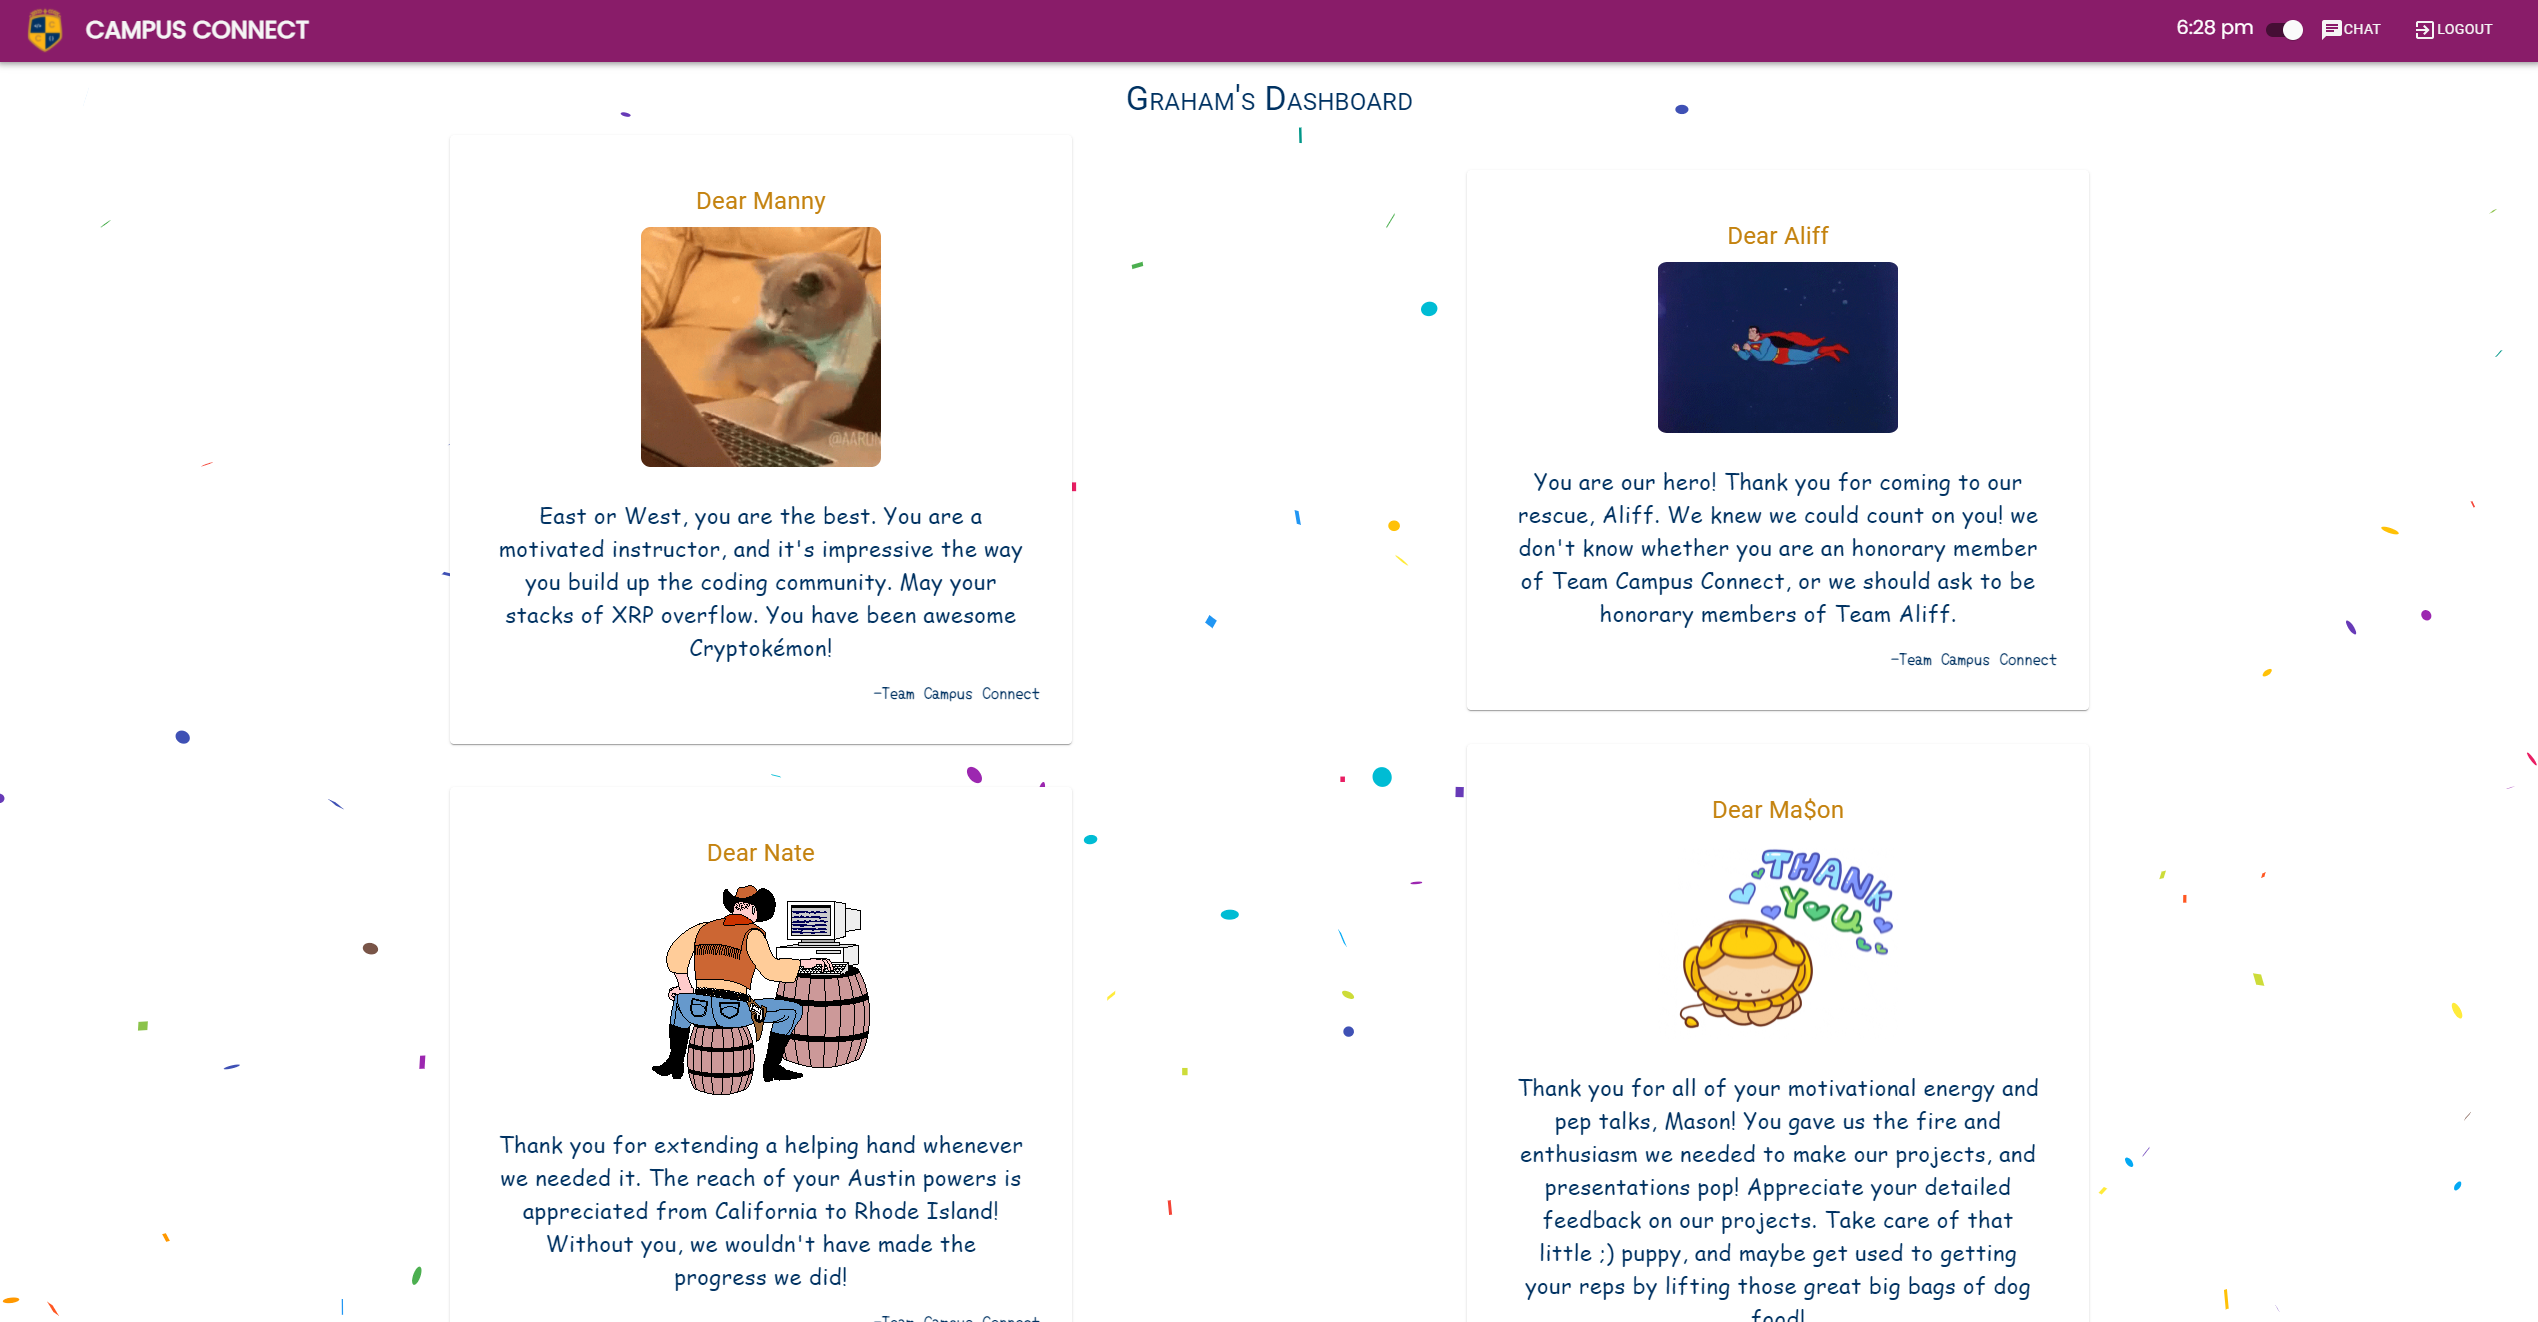 CAMPUS CONNECT
6:28 pm
CHAT
LOGOUT
Graham's Dashboard
Dear Manny
@AARON
East or West, you are the best. You are a
motivated instructor, and it's impressive the way
you build up the coding community. May your
stacks of XRP overflow. You have been awesome
Cryptokémon!
-Team Campus Connect
Dear Aliff
You are our hero! Thank you for coming to our
rescue, Aliff. We knew we could count on you! we
don't know whether you are an honorary member
of Team Campus Connect, or we should ask to be
honorary members of Team Aliff.
-Team Campus Connect
Dear Nate
Thank you for extending a helping hand whenever
we needed it. The reach of your Austin powers is
appreciated from California to Rhode Island!
Without you, we wouldn't have made the
progress we did!
-Team Campus Connect
Dear Ma$on
THANK
YOU
Thank you for all of your motivational energy and
pep talks, Mason! You gave us the fire and
enthusiasm we needed to make our projects, and
presentations pop! Appreciate your detailed
feedback on our projects. Take care of that
little ;) puppy, and maybe get used to getting
your reps by lifting those great big bags of dog
food!